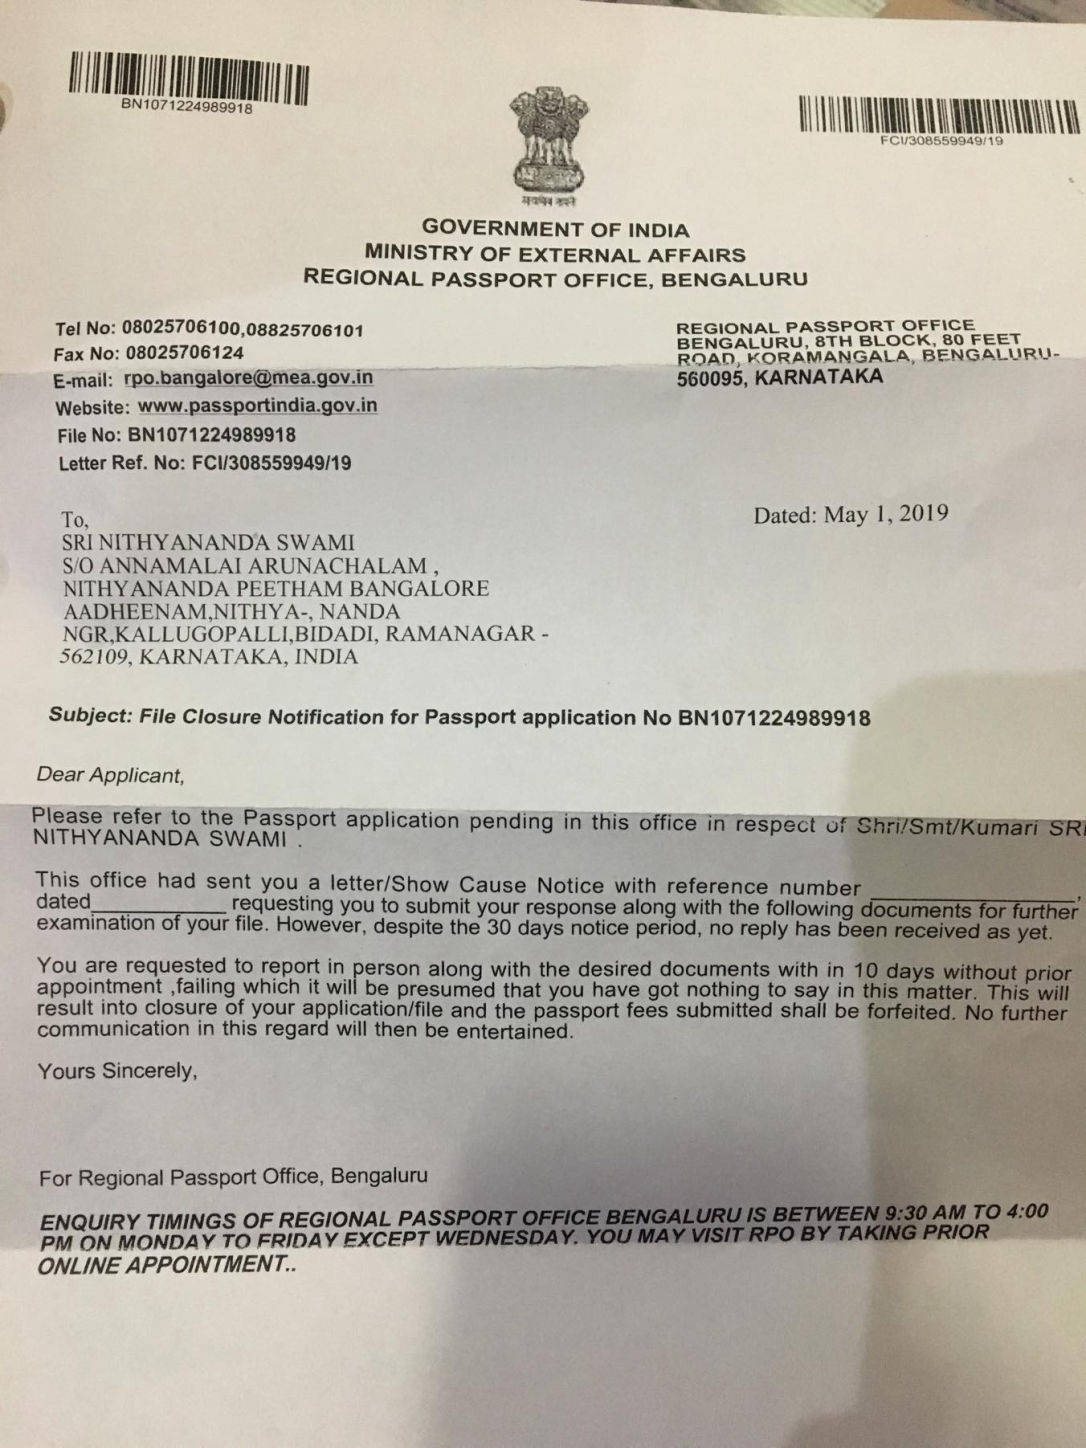 BN1071224989918
FCI/308559949/19
सत्यमेव जयते
GOVERNMENT OF INDIA
MINISTRY OF EXTERNAL AFFAIRS
REGIONAL PASSPORT OFFICE, BENGALURU
Tel No: 08025706100,08825706101
Fax No: 08025706124
E-mail: rpo.bangalore@mea.gov.in
Website: www.passportindia.gov.in
File No: BN1071224989918
Letter Ref. No: FCI/308559949/19
REGIONAL PASSPORT OFFICE
BENGALURU, 8TH BLOCK, 80 FEET
ROAD, KORAMANGALA, BENGALURU-
560095, KARNATAKA
Dated: May 1, 2019
To,
SRI NITHYANANDA SWAMI
S/O ANNAMALAI ARUNACHALAM ,
NITHYANANDA PEETHAM BANGALORE
AADHEENAM,NITHYA-, NANDA
NGR,KALLUGOPALLI,BIDADI, RAMANAGAR -
562109, KARNATAKA, INDIA
Subject: File Closure Notification for Passport application No BN1071224989918
Dear Applicant,
Please refer to the Passport application pending in this office in respect of Shri/Smt/Kumari SRI
NITHYANANDA SWAMI .
This office had sent you a letter/Show Cause Notice with reference number _________________,
dated____________ requesting you to submit your response along with the following documents for further
examination of your file. However, despite the 30 days notice period, no reply has been received as yet.
You are requested to report in person along with the desired documents with in 10 days without prior
appointment ,failing which it will be presumed that you have got nothing to say in this matter. This will
result into closure of your application/file and the passport fees submitted shall be forfeited. No further
communication in this regard will then be entertained.
Yours Sincerely,
For Regional Passport Office, Bengaluru
ENQUIRY TIMINGS OF REGIONAL PASSPORT OFFICE BENGALURU IS BETWEEN 9:30 AM TO 4:00
PM ON MONDAY TO FRIDAY EXCEPT WEDNESDAY. YOU MAY VISIT RPO BY TAKING PRIOR
ONLINE APPOINTMENT..